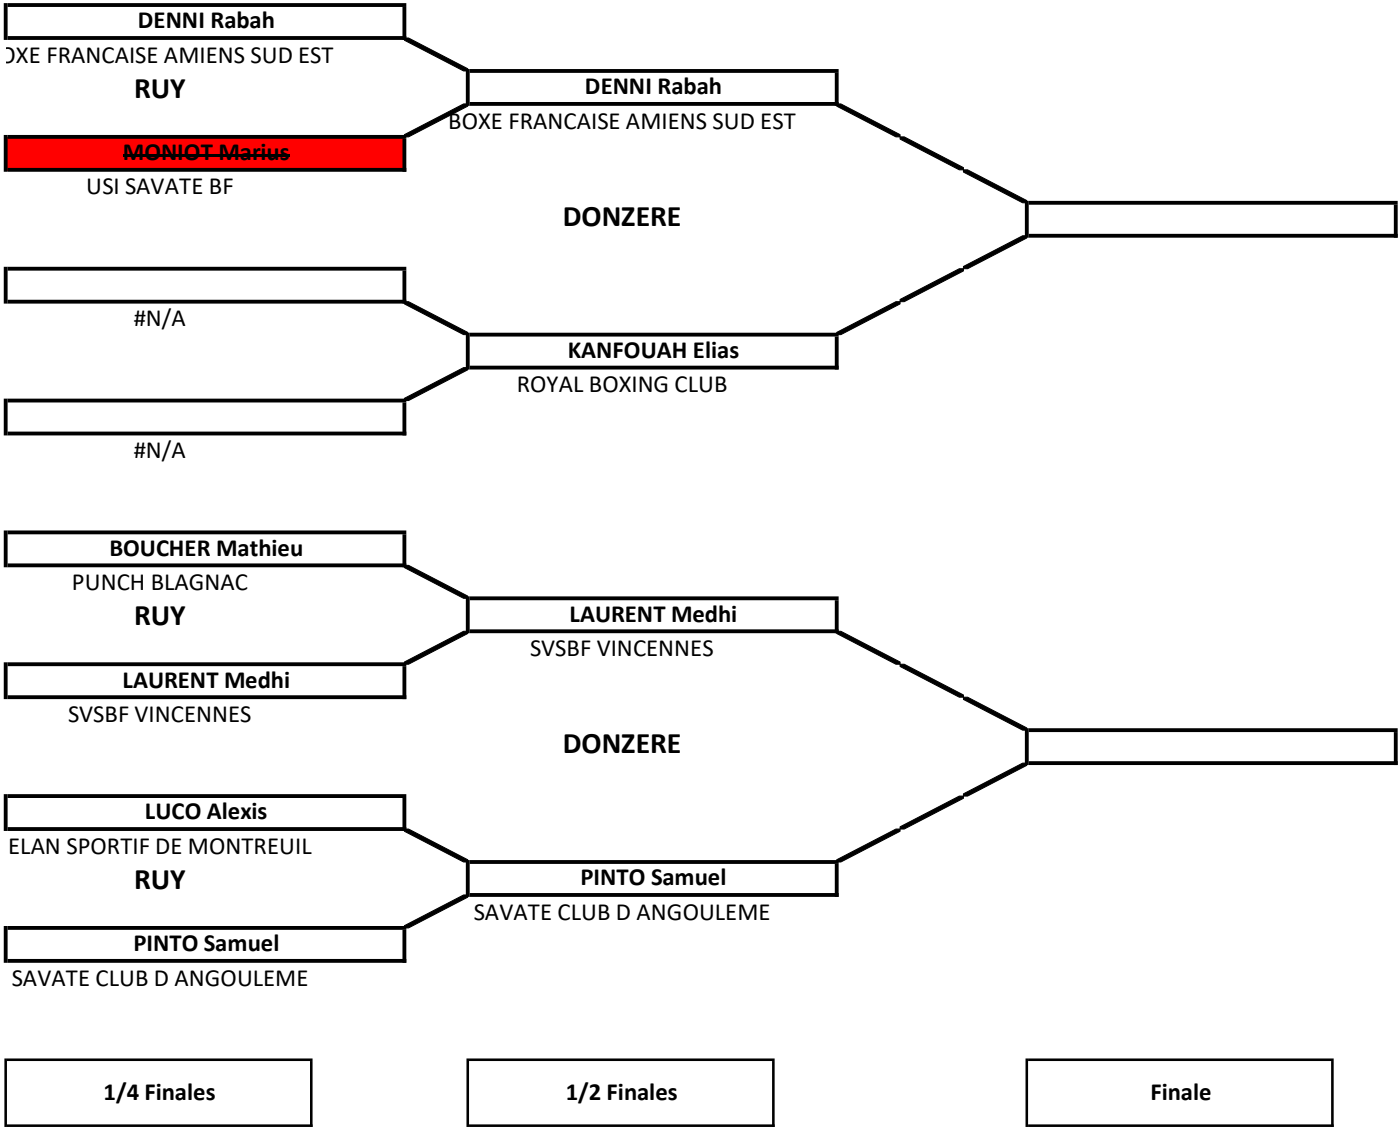 DENNI Rabah
OXE FRANCAISE AMIENS SUD EST
RUY
MONIOT Marius
USI SAVATE BF
#N/A
#N/A
BOUCHER Mathieu
PUNCH BLAGNAC
RUY
LAURENT Medhi
SVSBF VINCENNES
LUCO Alexis
ELAN SPORTIF DE MONTREUIL
RUY
PINTO Samuel
SAVATE CLUB D ANGOULEME
1/4 Finales
DENNI Rabah
BOXE FRANCAISE AMIENS SUD EST
DONZERE
KANFOUAH Elias
ROYAL BOXING CLUB
LAURENT Medhi
SVSBF VINCENNES
DONZERE
PINTO Samuel
SAVATE CLUB D ANGOULEME
1/2 Finales
Finale